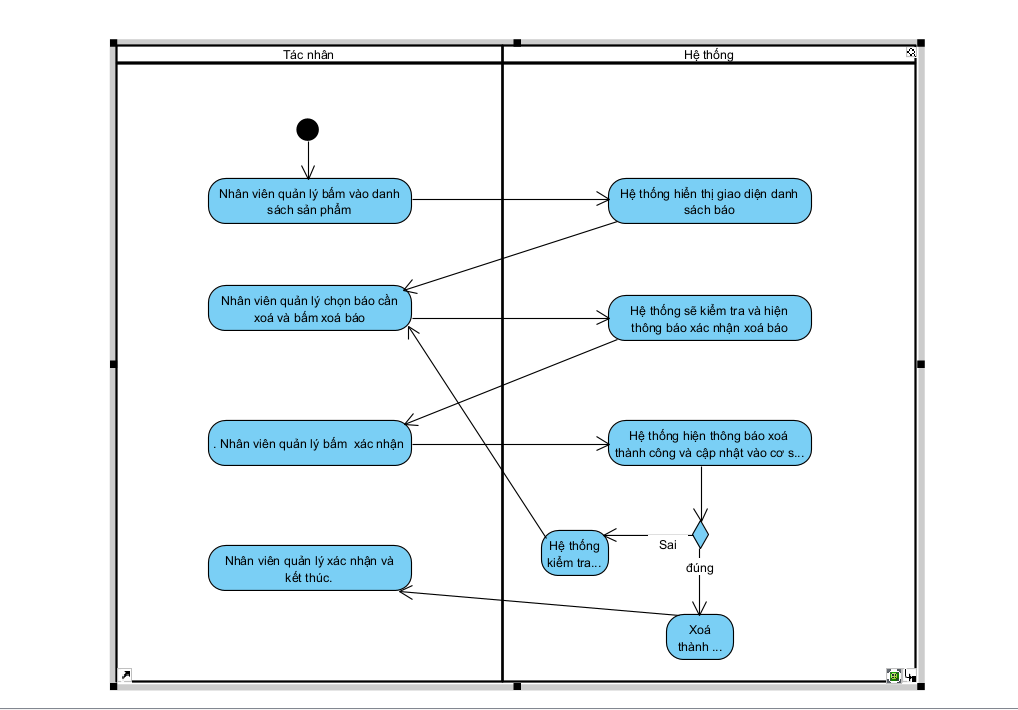 Tác nhân
Hệ thống
Nhân viên quản lý bấm vào danh
sách sản phẩm
Hệ thống hiển thị giao diện danh
sách báo
Nhân viên quản lý chọn báo cần
xoá và bấm xoá báo
Hệ thống sẽ kiểm tra và hiện
thông báo xác nhận xoá báo
. Nhân viên quản lý bấm  xác nhận
Hệ thống hiện thông báo xoá
thành công và cập nhật vào cơ s...
Hệ thống
kiểm tra...
Sai
đúng
Nhân viên quản lý xác nhận và
kết thúc.
Xoá
thành ...